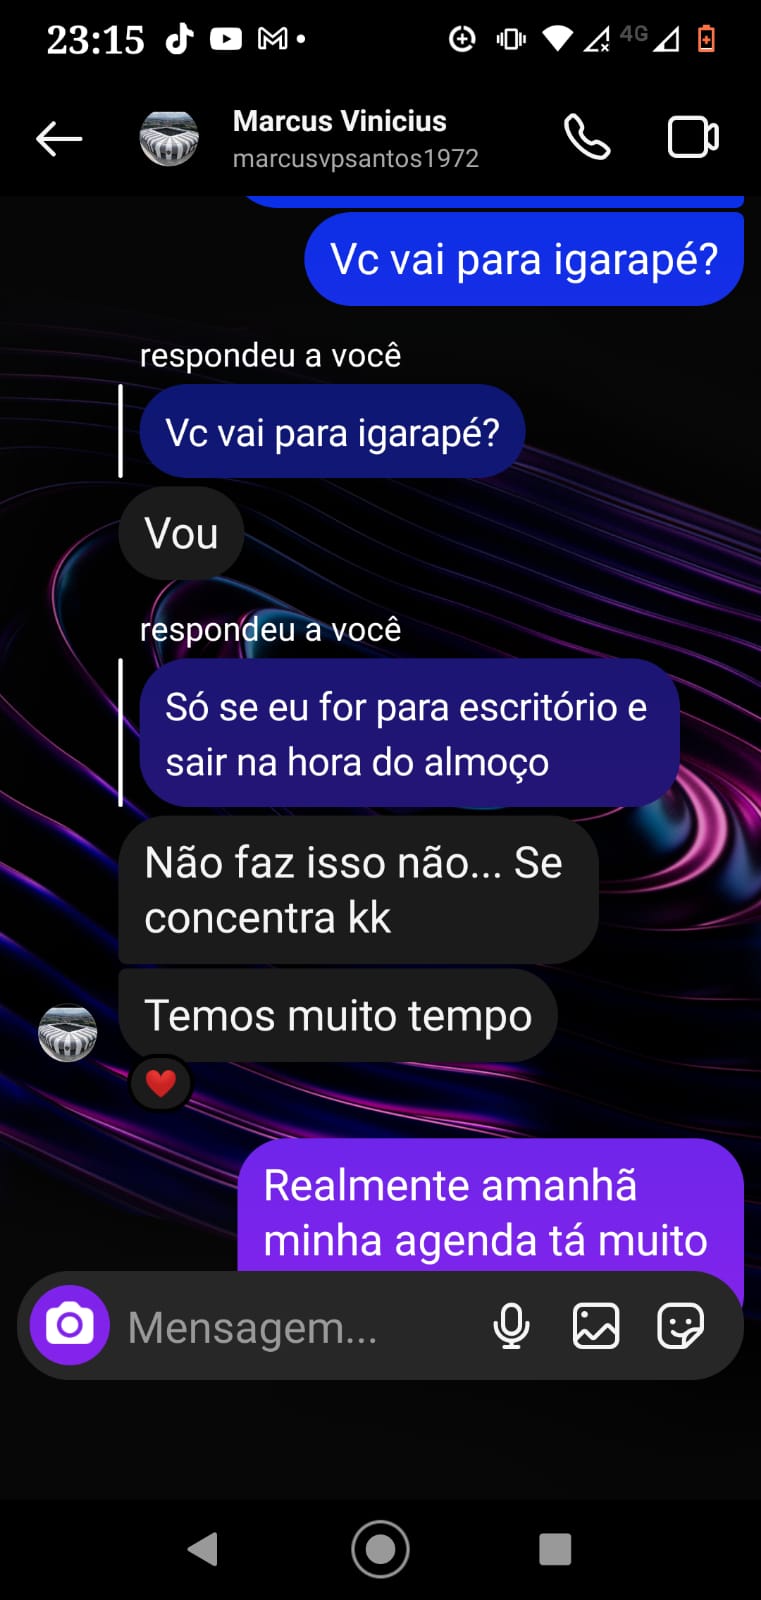 23:15
4G
Marcus Vinicius
marcusvpsantos1972
Vc vai para igarapé?
respondeu a você
Vc vai para igarapé?
Vou
respondeu a você
Só se eu for para escritório e
sair na hora do almoço
Não faz isso não... Se
concentra kk
Temos muito tempo
Realmente amanhã
minha agenda tá muito
Mensagem...